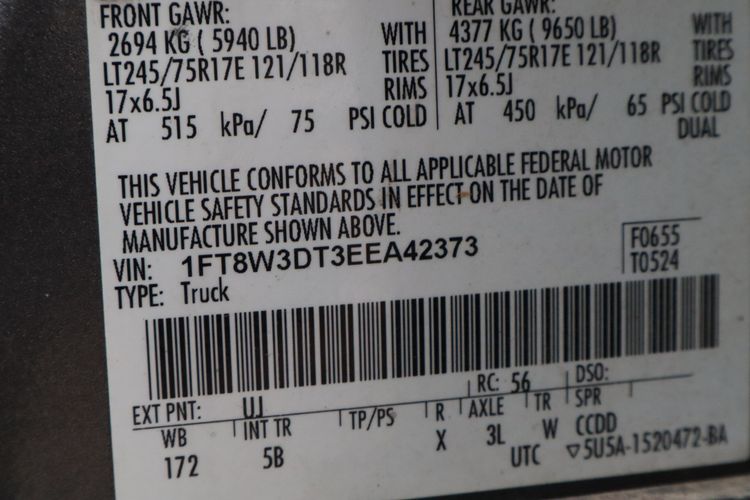 FRONT GAWR: REAR GAWR:
2694 KG ( 5940 LB) WITH 4377 KG ( 9650 LB) WITH
LT245/75R17E 121/118R TIRES LT245/75R17E 121/118R TIRES
17x6.5J RIMS 17x6.5J RIMS
AT 515 kPa/ 75 PSI COLD AT 450 kPa/ 65 PSI COLD
DUAL
THIS VEHICLE CONFORMS TO ALL APPLICABLE FEDERAL MOTOR
VEHICLE SAFETY STANDARDS IN EFFECT ON THE DATE OF
MANUFACTURE SHOWN ABOVE.
VIN: 1FT8W3DT3EEA42373 F0655
TYPE: Truck T0524
EXT PNT: UJ RC: 56 DSO:
WB INT TR TP/PS R AXLE TR SPR
172 5B X 3L W CCDD
UTC ▽5U5A-1520472-BA